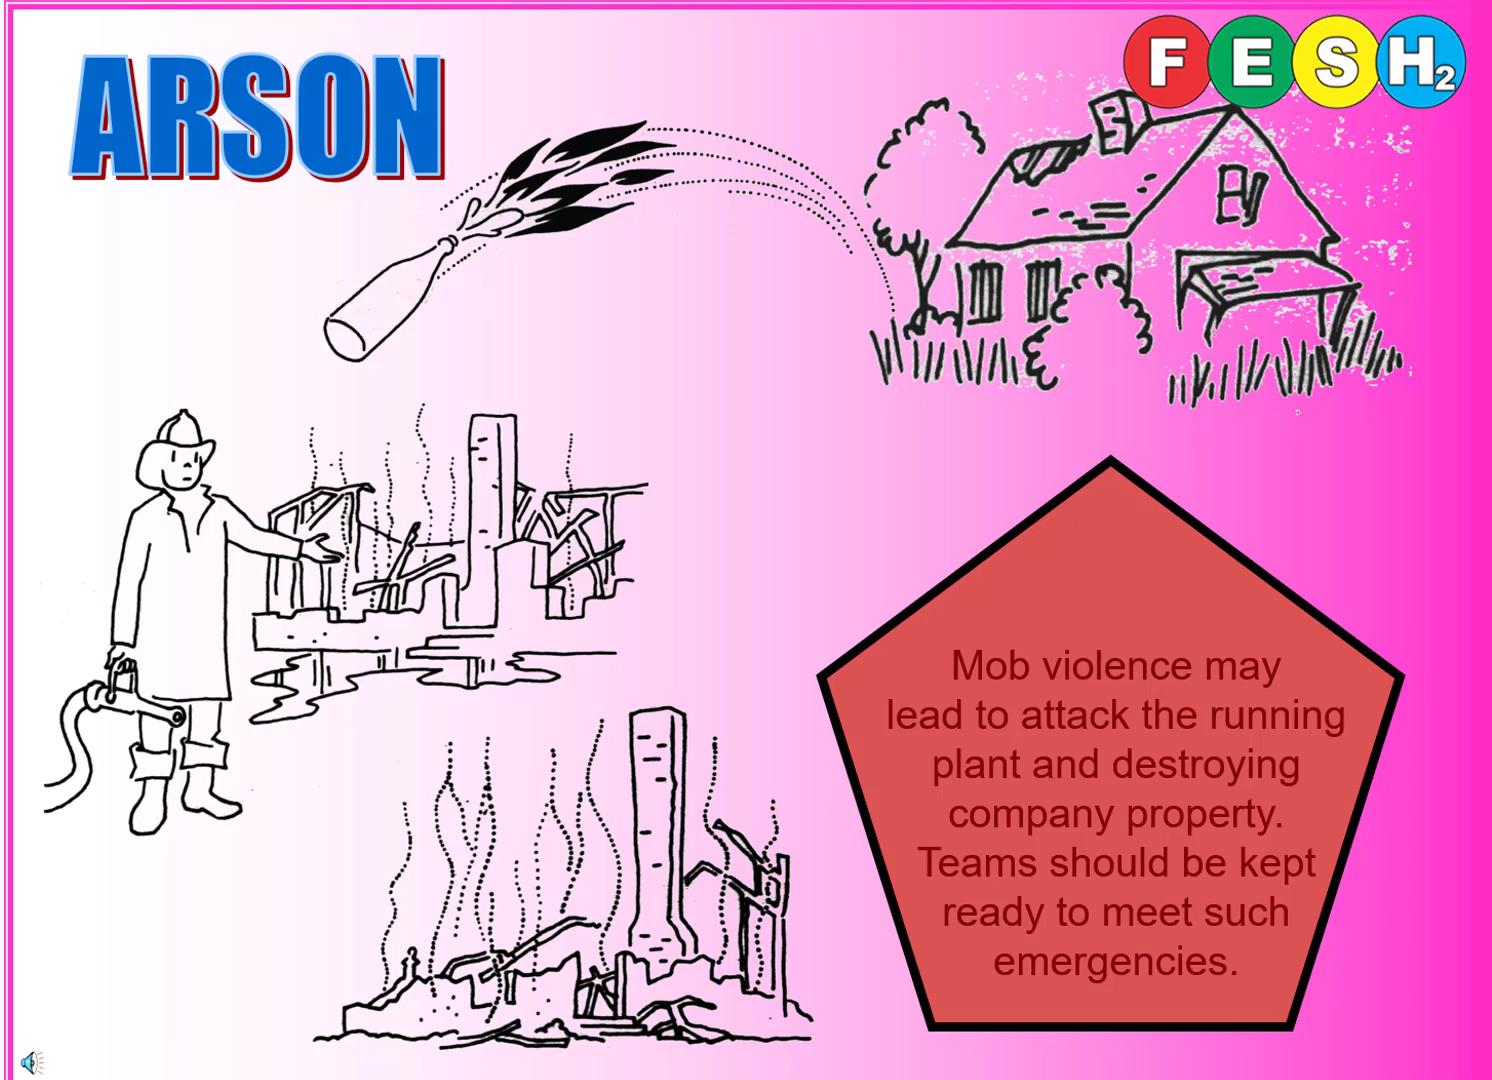 ARSON
F E S H2
Mob violence may
lead to attack the running
plant and destroying
company property.
Teams should be kept
ready to meet such
emergencies.